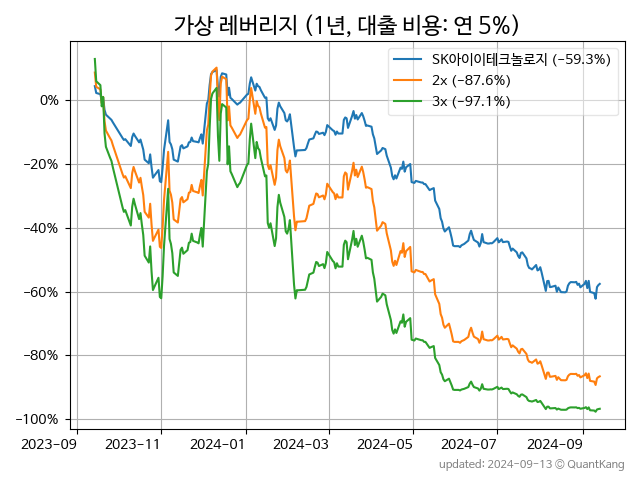 가상 레버리지 (1년, 대출 비용: 연 5%)
SK아이이테크놀로지 (−59.3%)
2x (−87.6%)
3x (−97.1%)
0%
−20%
−40%
−60%
−80%
−100%
2023-09 2023-11 2024-01 2024-03 2024-05 2024-07 2024-09
updated: 2024-09-13 ⓒ QuantKang